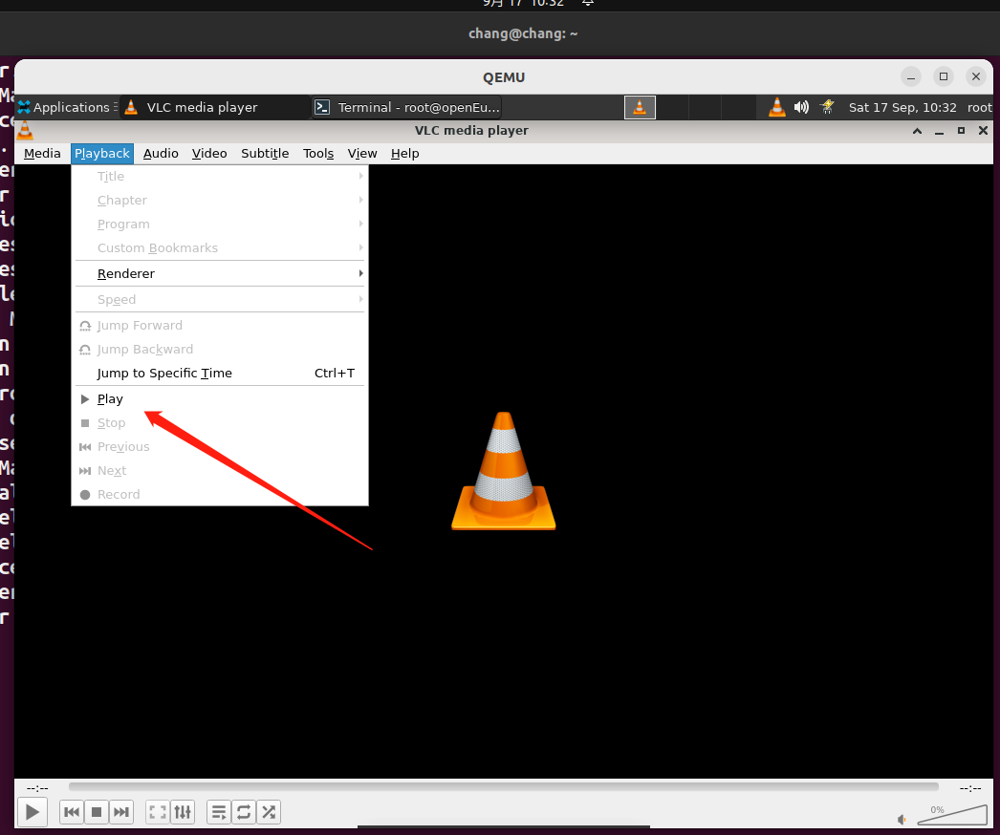 9月 17 10:32
chang@chang: ~
QEMU
Applications VLC media player Terminal - root@openEu... Sat 17 Sep, 10:32 root
VLC media player
Media Playback Audio Video Subtitle Tools View Help
Title
Chapter
Program
Custom Bookmarks
Renderer
Speed
Jump Forward
Jump Backward
Jump to Specific Time Ctrl+T
Play
Stop
Previous
Next
Record
--:-- --:--
0%